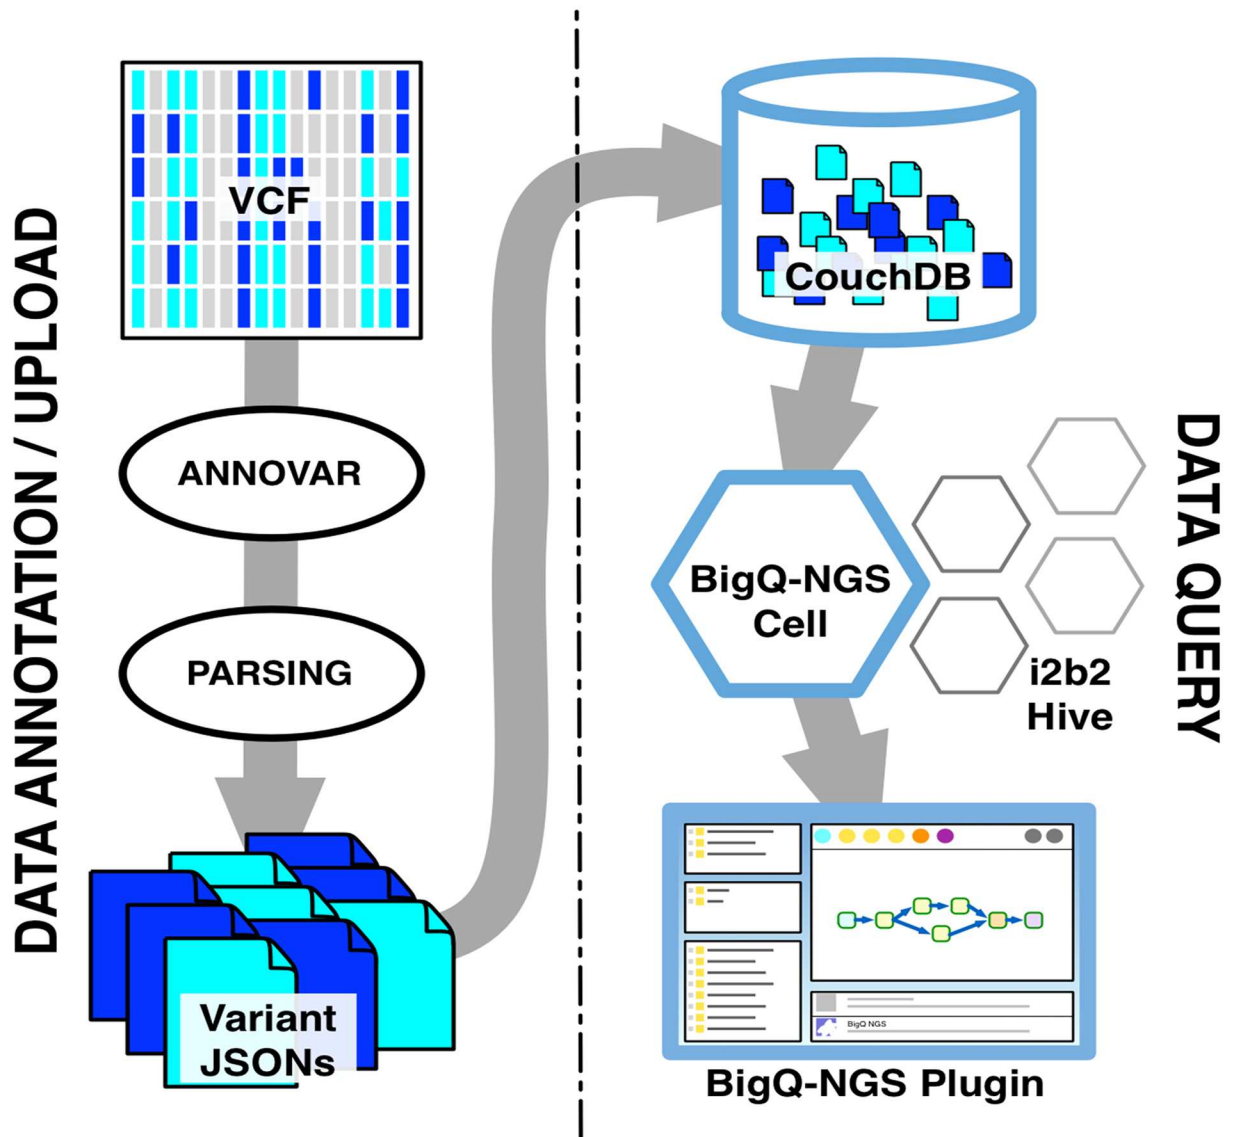 DATA ANNOTATION / UPLOAD
VCF
ANNOVAR
PARSING
Variant
JSONs
CouchDB
BigQ-NGS
Cell
i2b2
Hive
DATA QUERY
BigQ NGS
BigQ-NGS Plugin